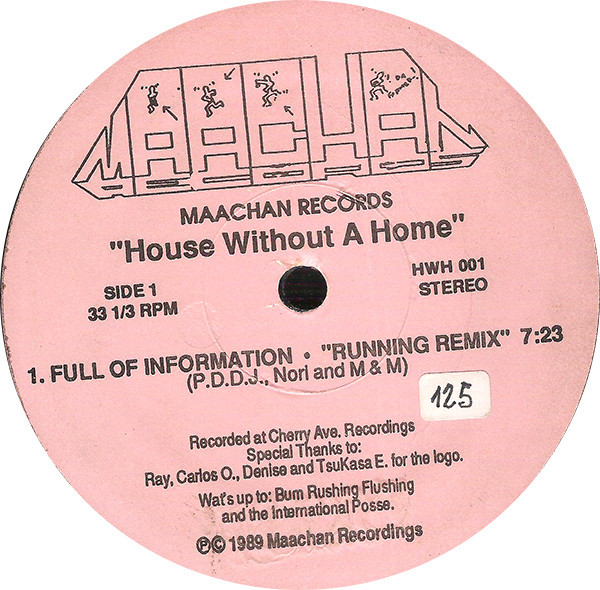 MAACHAN
MAACHAN RECORDS
"House Without A Home"
SIDE 1
33 1/3 RPM
HWH 001
STEREO
1. FULL OF INFORMATION • "RUNNING REMIX" 7:23
(P.D.D.J., Norl and M & M)
125
Recorded at Cherry Ave. Recordings
Special Thanks to:
Ray, Carlos O., Denise and TsuKasa E. for the logo.
Wat's up to: Bum Rushing Flushing
and the International Posse.
℗© 1989 Maachan Recordings